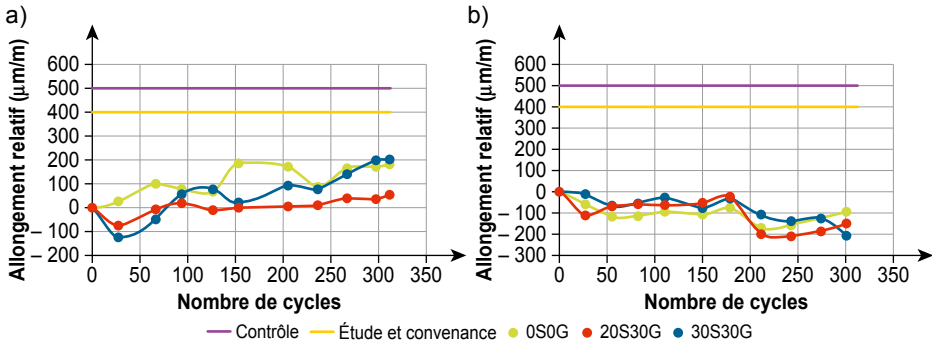 a)
Allongement relatif (µm/m)
600
500
400
300
200
100
0
– 100
– 200
0 50 100 150 200 250 300 350
Nombre de cycles
b)
Allongement relatif (µm/m)
600
500
400
300
200
100
0
– 100
– 200
– 300
0 50 100 150 200 250 300 350
Nombre de cycles
Contrôle Étude et convenance 0S0G 20S30G 30S30G